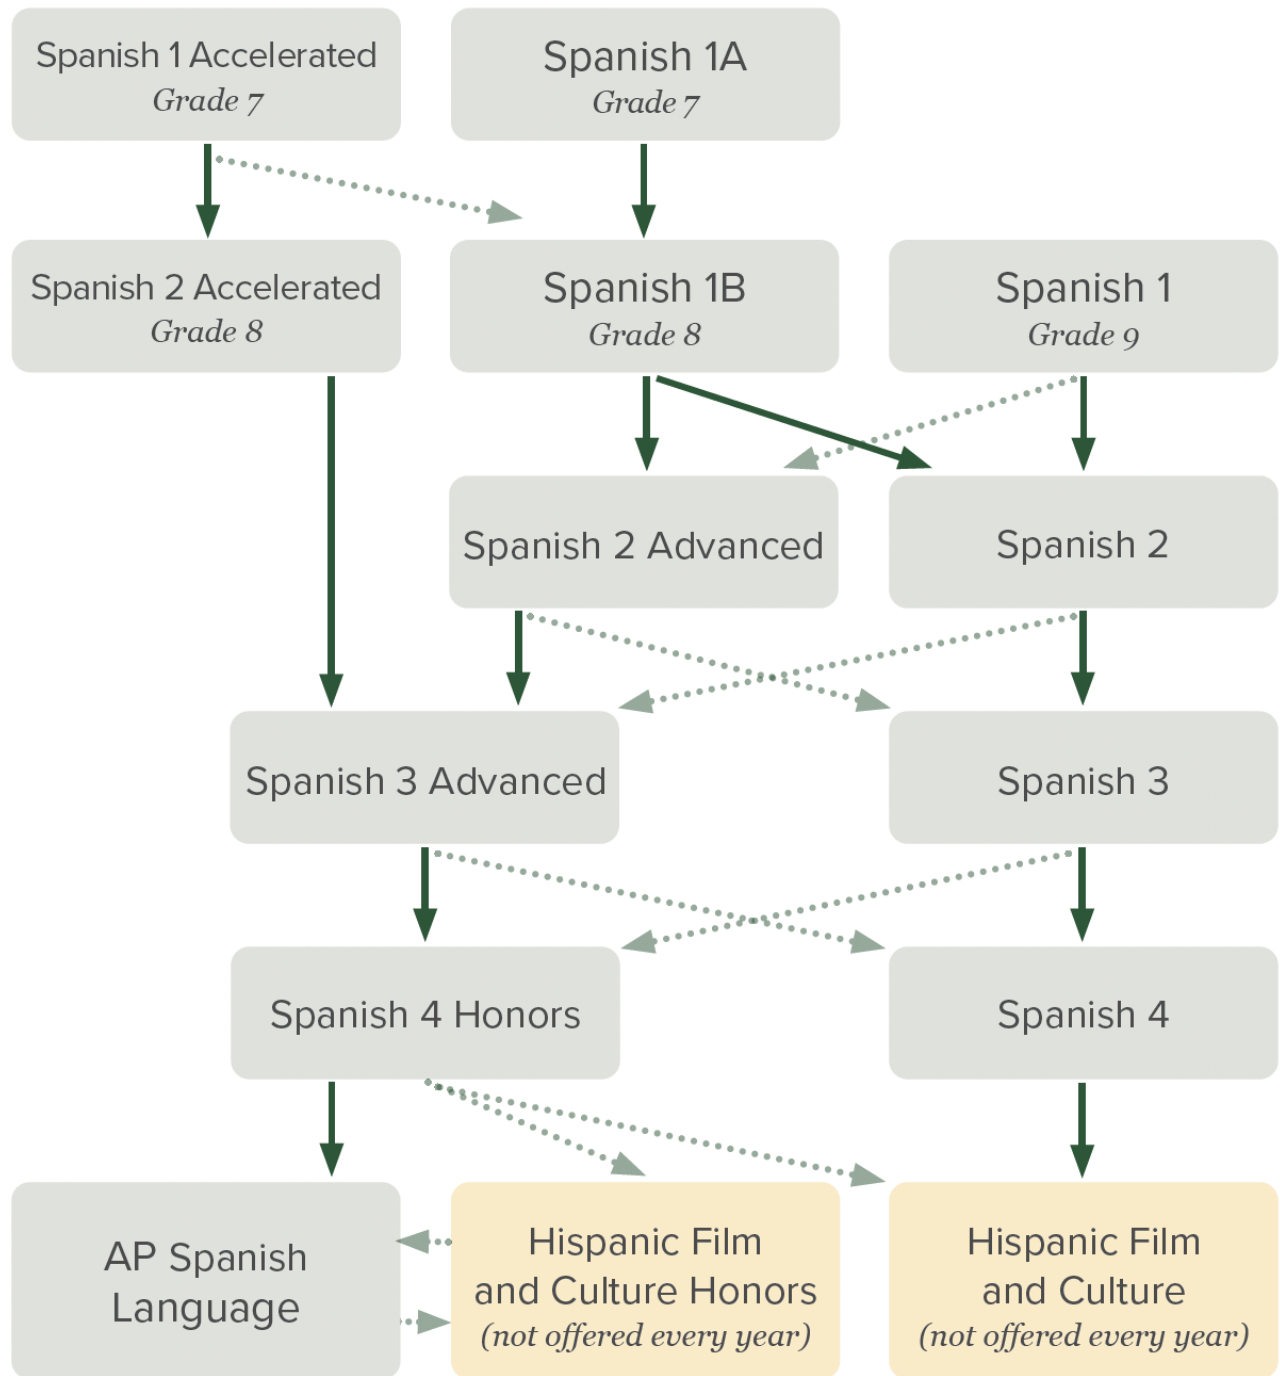 Spanish 1 Accelerated
Grade 7
Spanish 1A
Grade 7
Spanish 2 Accelerated
Grade 8
Spanish 1B
Grade 8
Spanish 1
Grade 9
Spanish 2 Advanced
Spanish 2
Spanish 3 Advanced
Spanish 3
Spanish 4 Honors
Spanish 4
AP Spanish
Language
Hispanic Film
and Culture Honors
(not offered every year)
Hispanic Film
and Culture
(not offered every year)